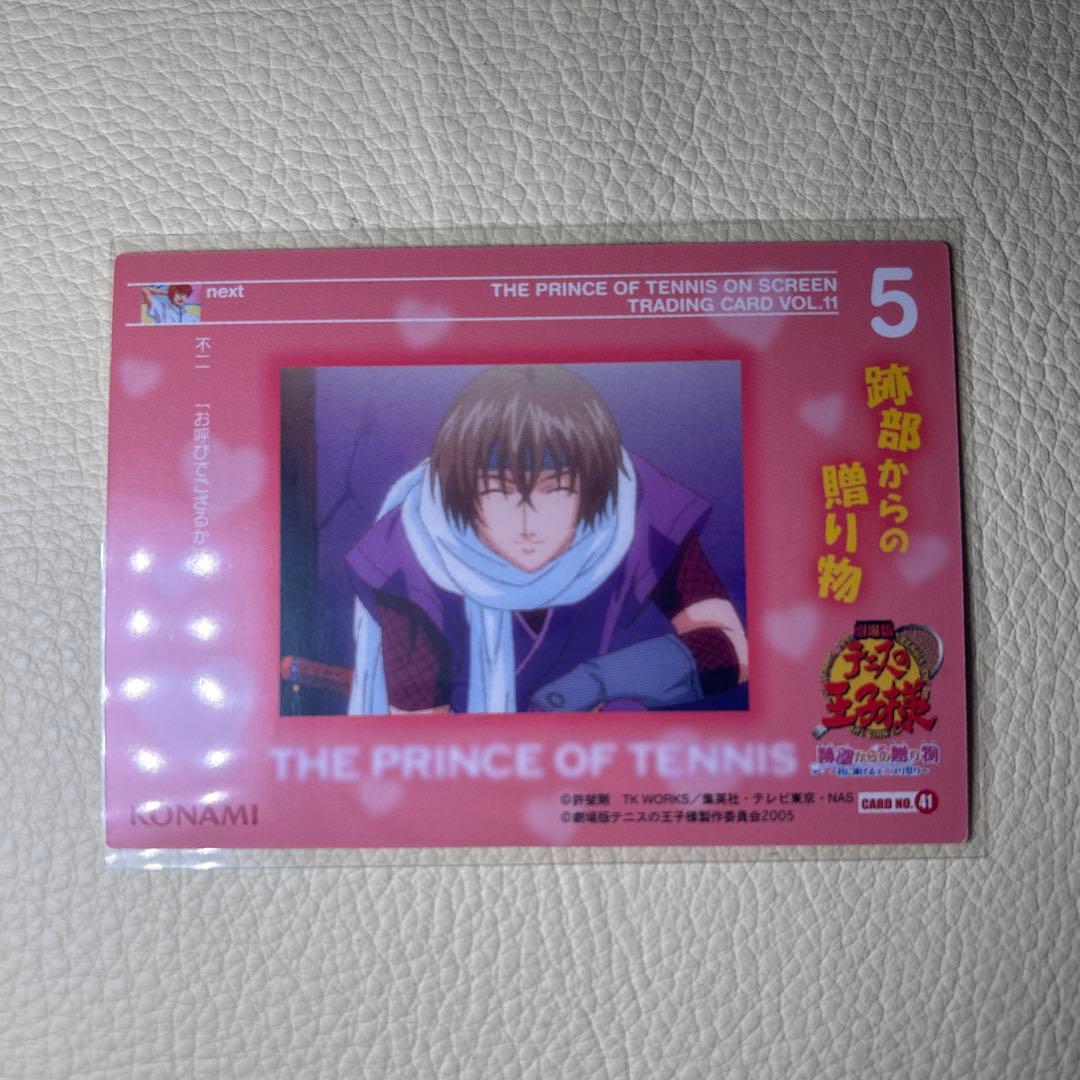 next
THE PRINCE OF TENNIS ON SCREEN
TRADING CARD VOL.11
5
跡部からの
贈り物
不二 「お呼びでござるか
劇場版
テニスの
王子様
跡部からの贈り物
THE PRINCE OF TENNIS
KONAMI
©許斐剛 TK WORKS/集英社・テレビ東京・NAS
©劇場版テニスの王子様製作委員会2005
CARD NO. 41